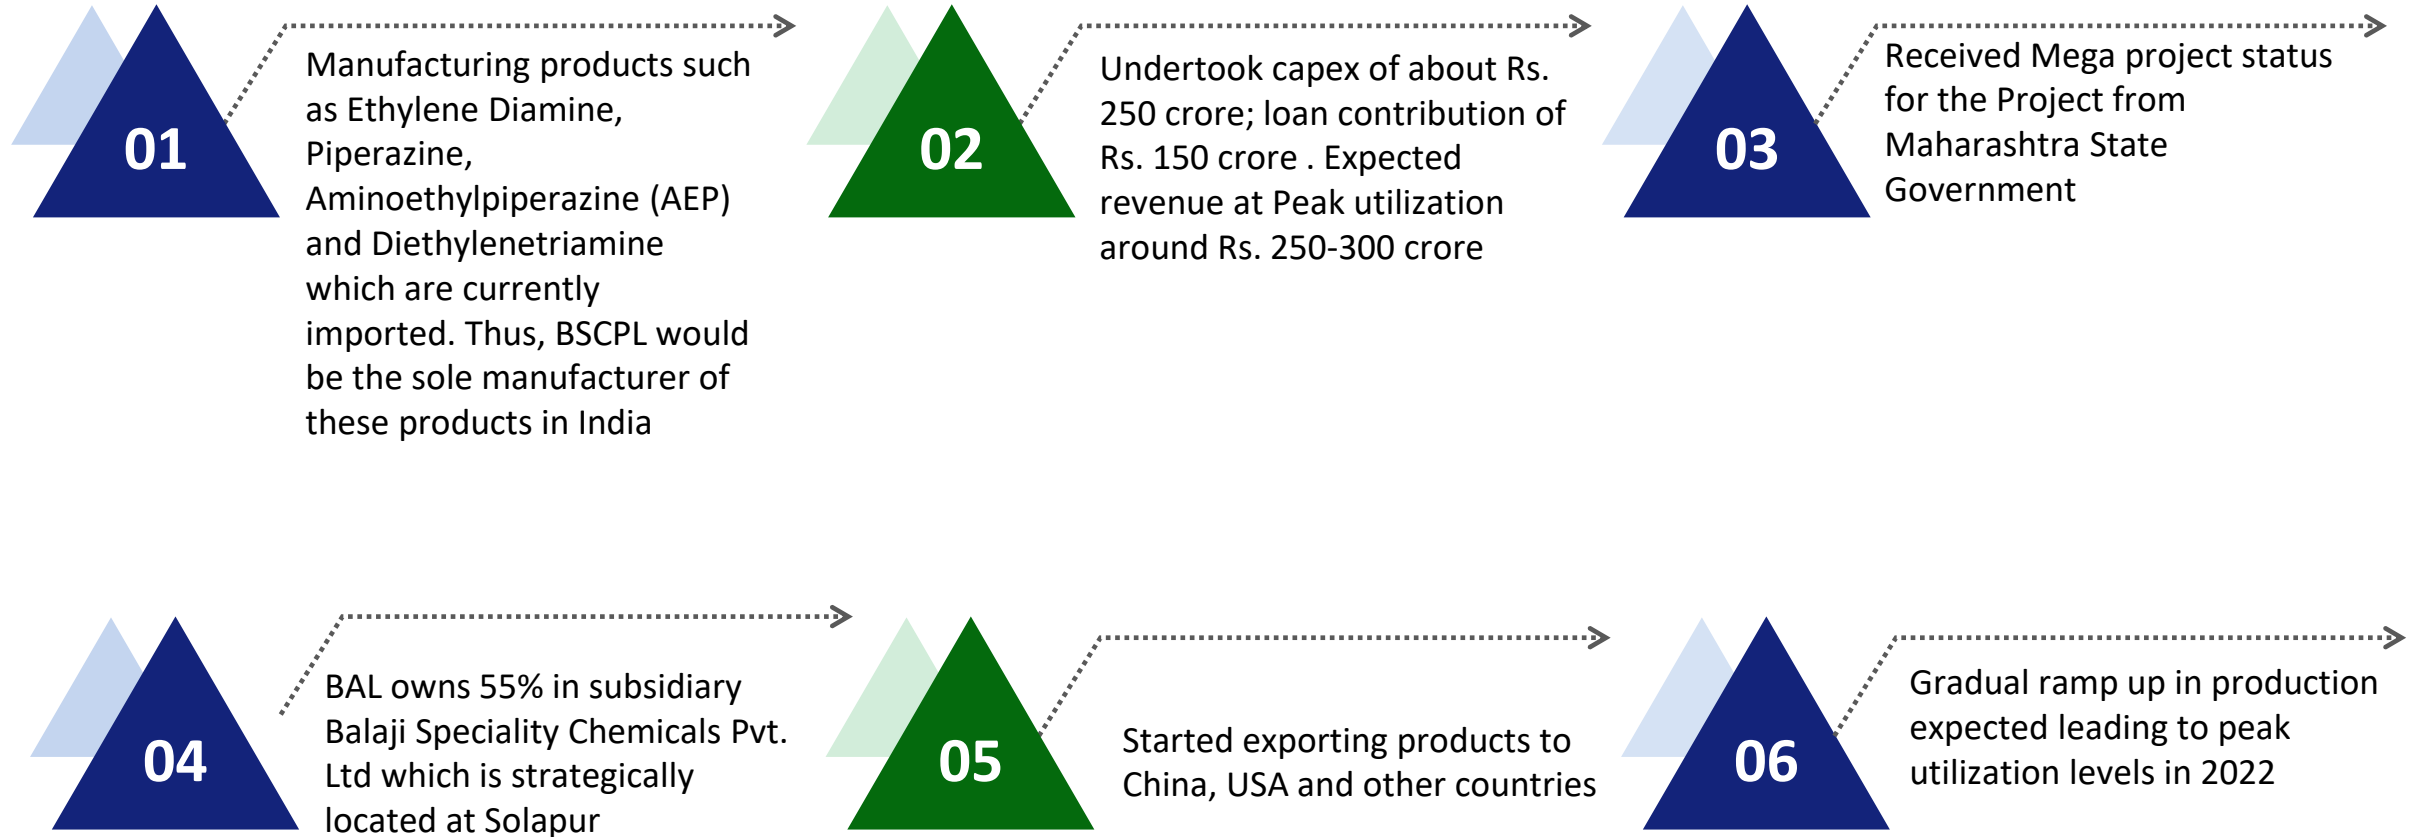 01
Manufacturing products such
as Ethylene Diamine,
Piperazine,
Aminoethylpiperazine (AEP)
and Diethylenetriamine
which are currently
imported. Thus, BSCPL would
be the sole manufacturer of
these products in India
02
Undertook capex of about Rs.
250 crore; loan contribution of
Rs. 150 crore . Expected
revenue at Peak utilization
around Rs. 250-300 crore
03
Received Mega project status
for the Project from
Maharashtra State
Government
04
BAL owns 55% in subsidiary
Balaji Speciality Chemicals Pvt.
Ltd which is strategically
located at Solapur
05
Started exporting products to
China, USA and other countries
06
Gradual ramp up in production
expected leading to peak
utilization levels in 2022